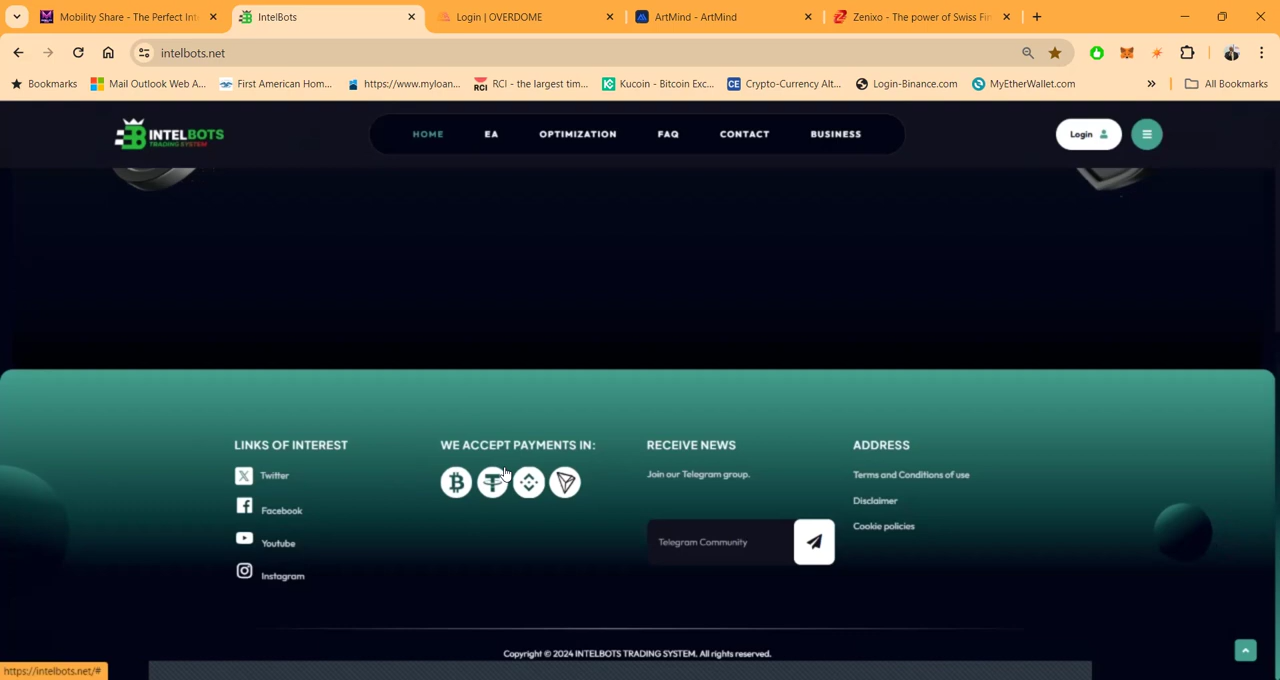 Mobility Share - The Perfect Int
IntelBots
Login | OVERDOME
ArtMind - ArtMind
Zenixo - The power of Swiss Fin
intelbots.net
Bookmarks
Mail Outlook Web A...
First American Hom...
https://www.myloan...
RCI - the largest tim...
Kucoin - Bitcoin Exc...
Crypto-Currency Alt...
Login-Binance.com
MyEtherWallet.com
All Bookmarks
INTELBOTS
TRADING SYSTEM
HOME
EA
OPTIMIZATION
FAQ
CONTACT
BUSINESS
Login
LINKS OF INTEREST
Twitter
Facebook
Youtube
Instagram
WE ACCEPT PAYMENTS IN:
RECEIVE NEWS
Join our Telegram group.
Telegram Community
ADDRESS
Terms and Conditions of use
Disclaimer
Cookie policies
Copyright © 2024 INTELBOTS TRADING SYSTEM. All rights reserved.
https://intelbots.net/#